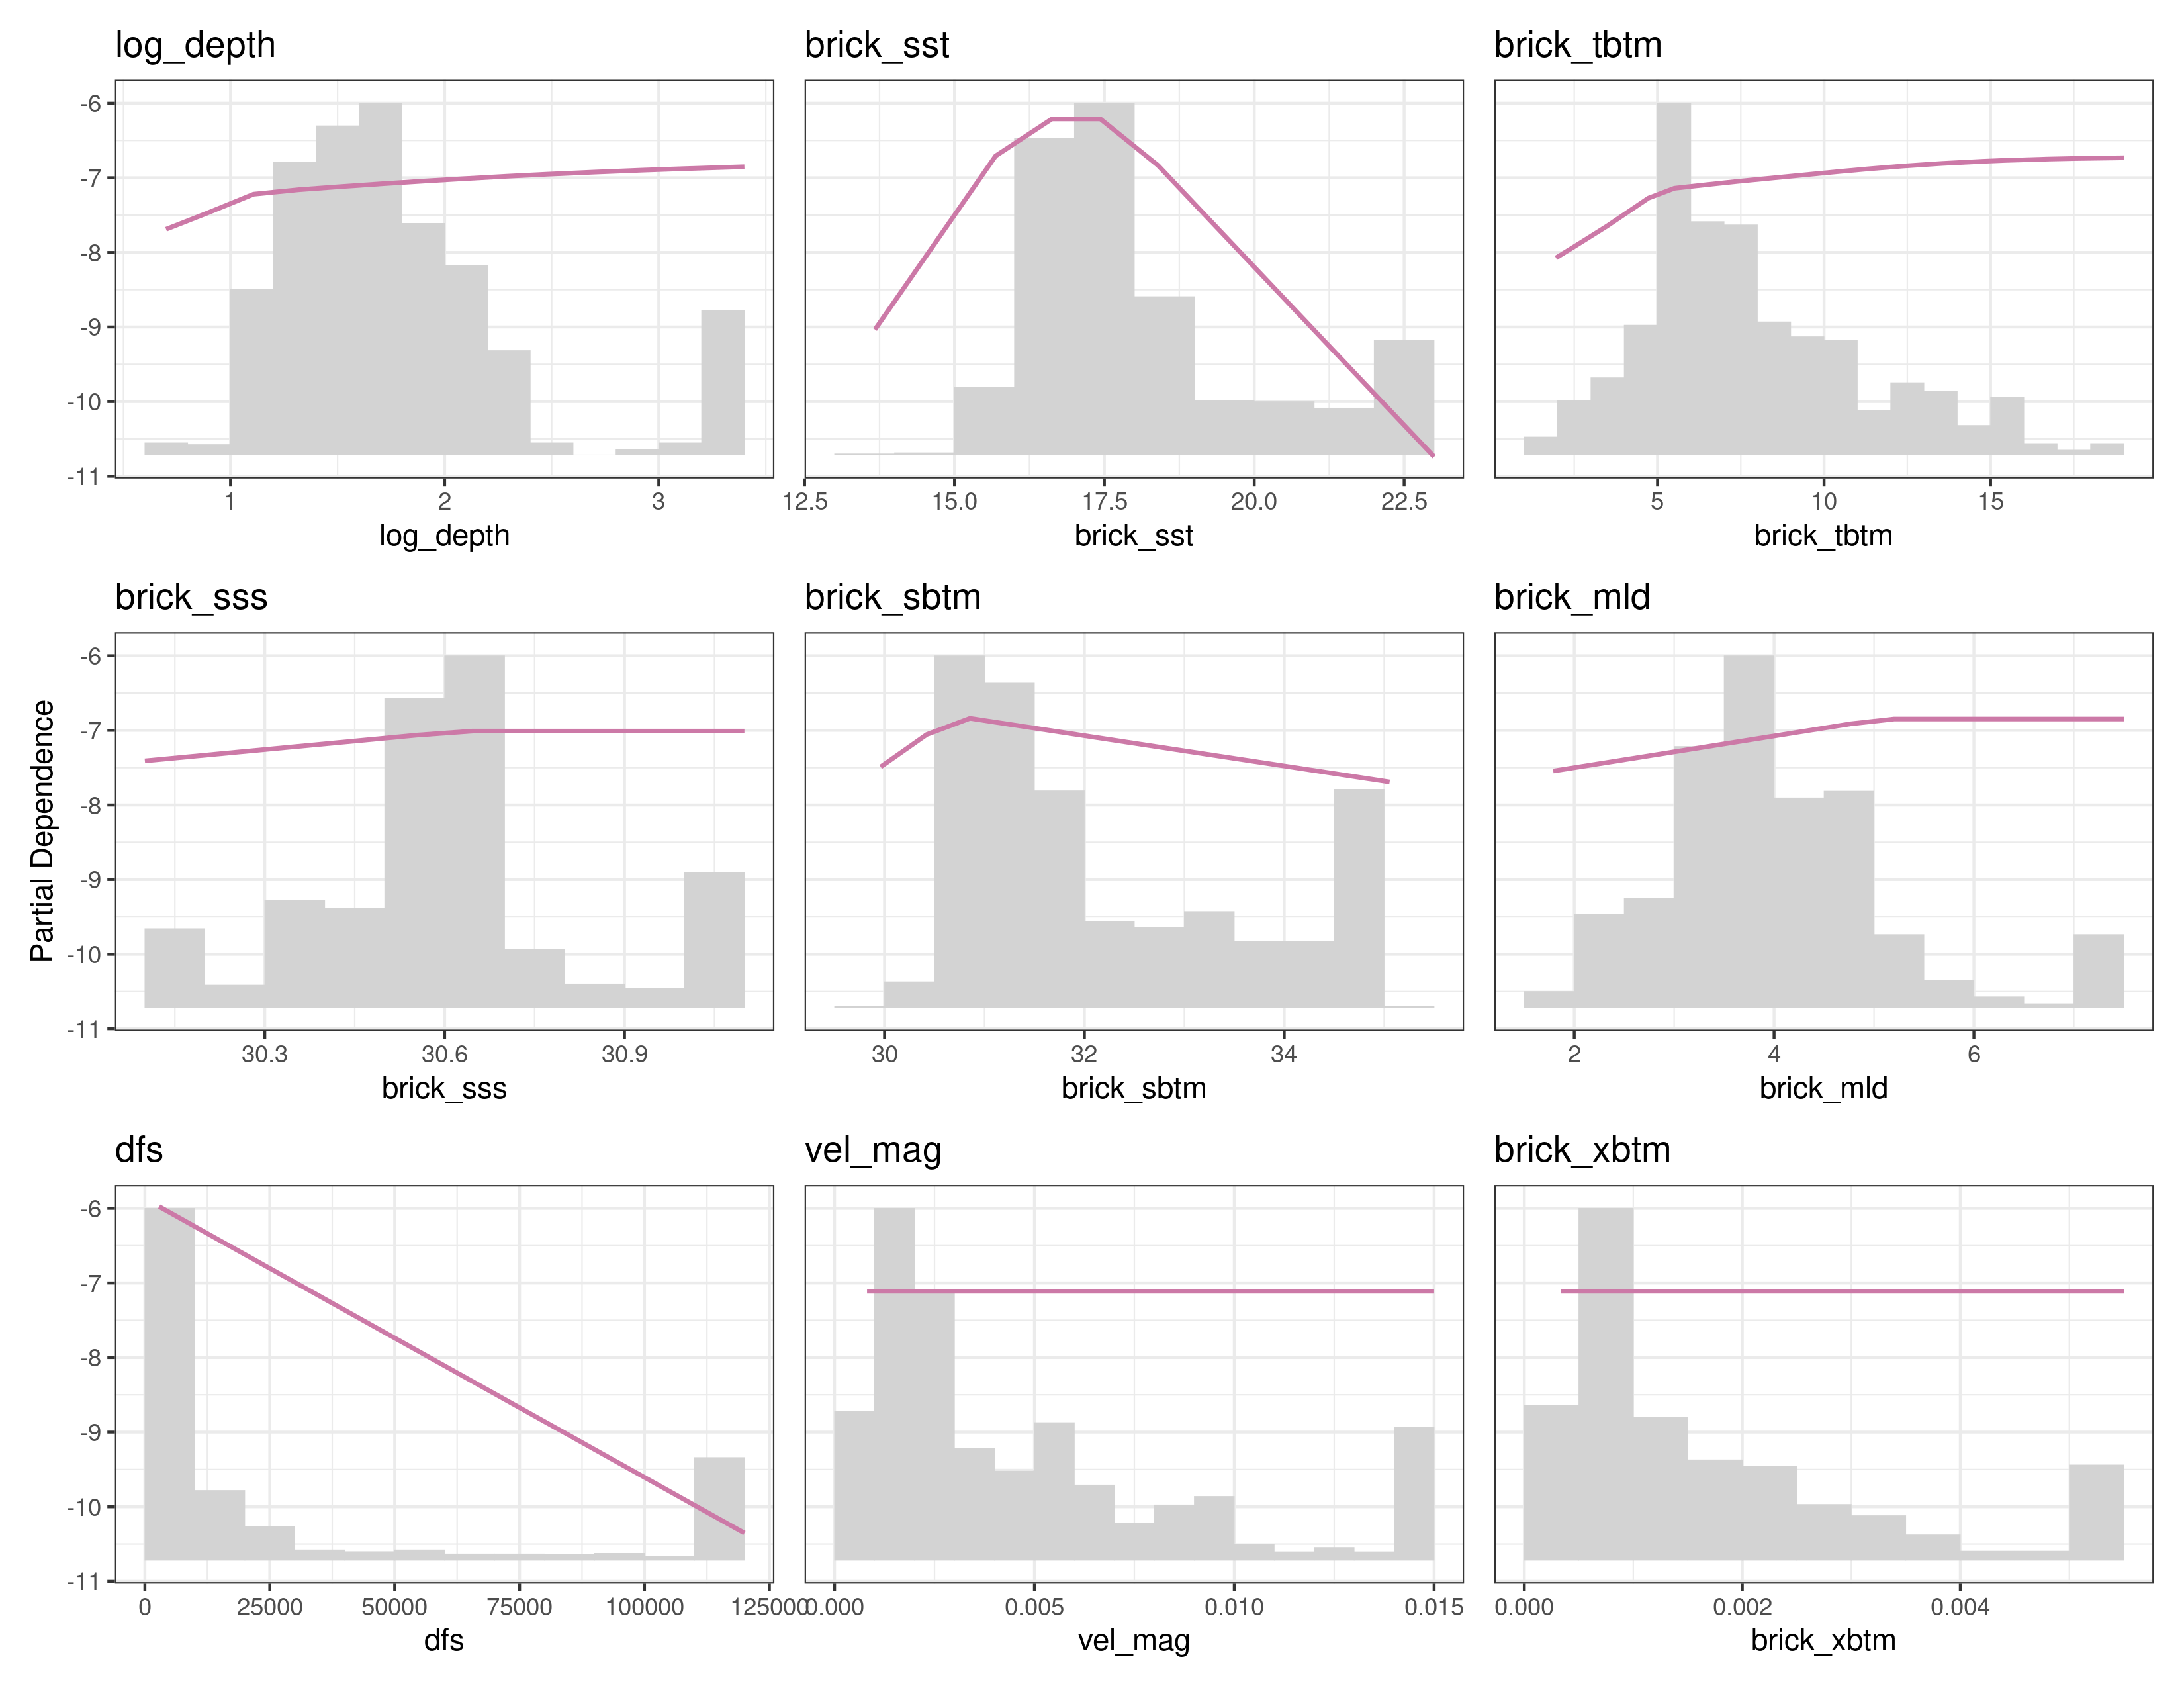 log_depth
brick_sst
brick_tbtm
-6
-7
-8
-9
-10
-11
1 2 3
12.5 15.0 17.5 20.0 22.5
5 10 15
log_depth
brick_sst
brick_tbtm
brick_sss
brick_sbtm
brick_mld
-6
-7
-8
-9
-10
-11
30.3 30.6 30.9
30 32 34
2 4 6
brick_sss
brick_sbtm
brick_mld
Partial Dependence
dfs
vel_mag
brick_xbtm
-6
-7
-8
-9
-10
-11
0 25000 50000 75000 100000 125000
0.000 0.005 0.010 0.015
0.000 0.002 0.004
dfs
vel_mag
brick_xbtm